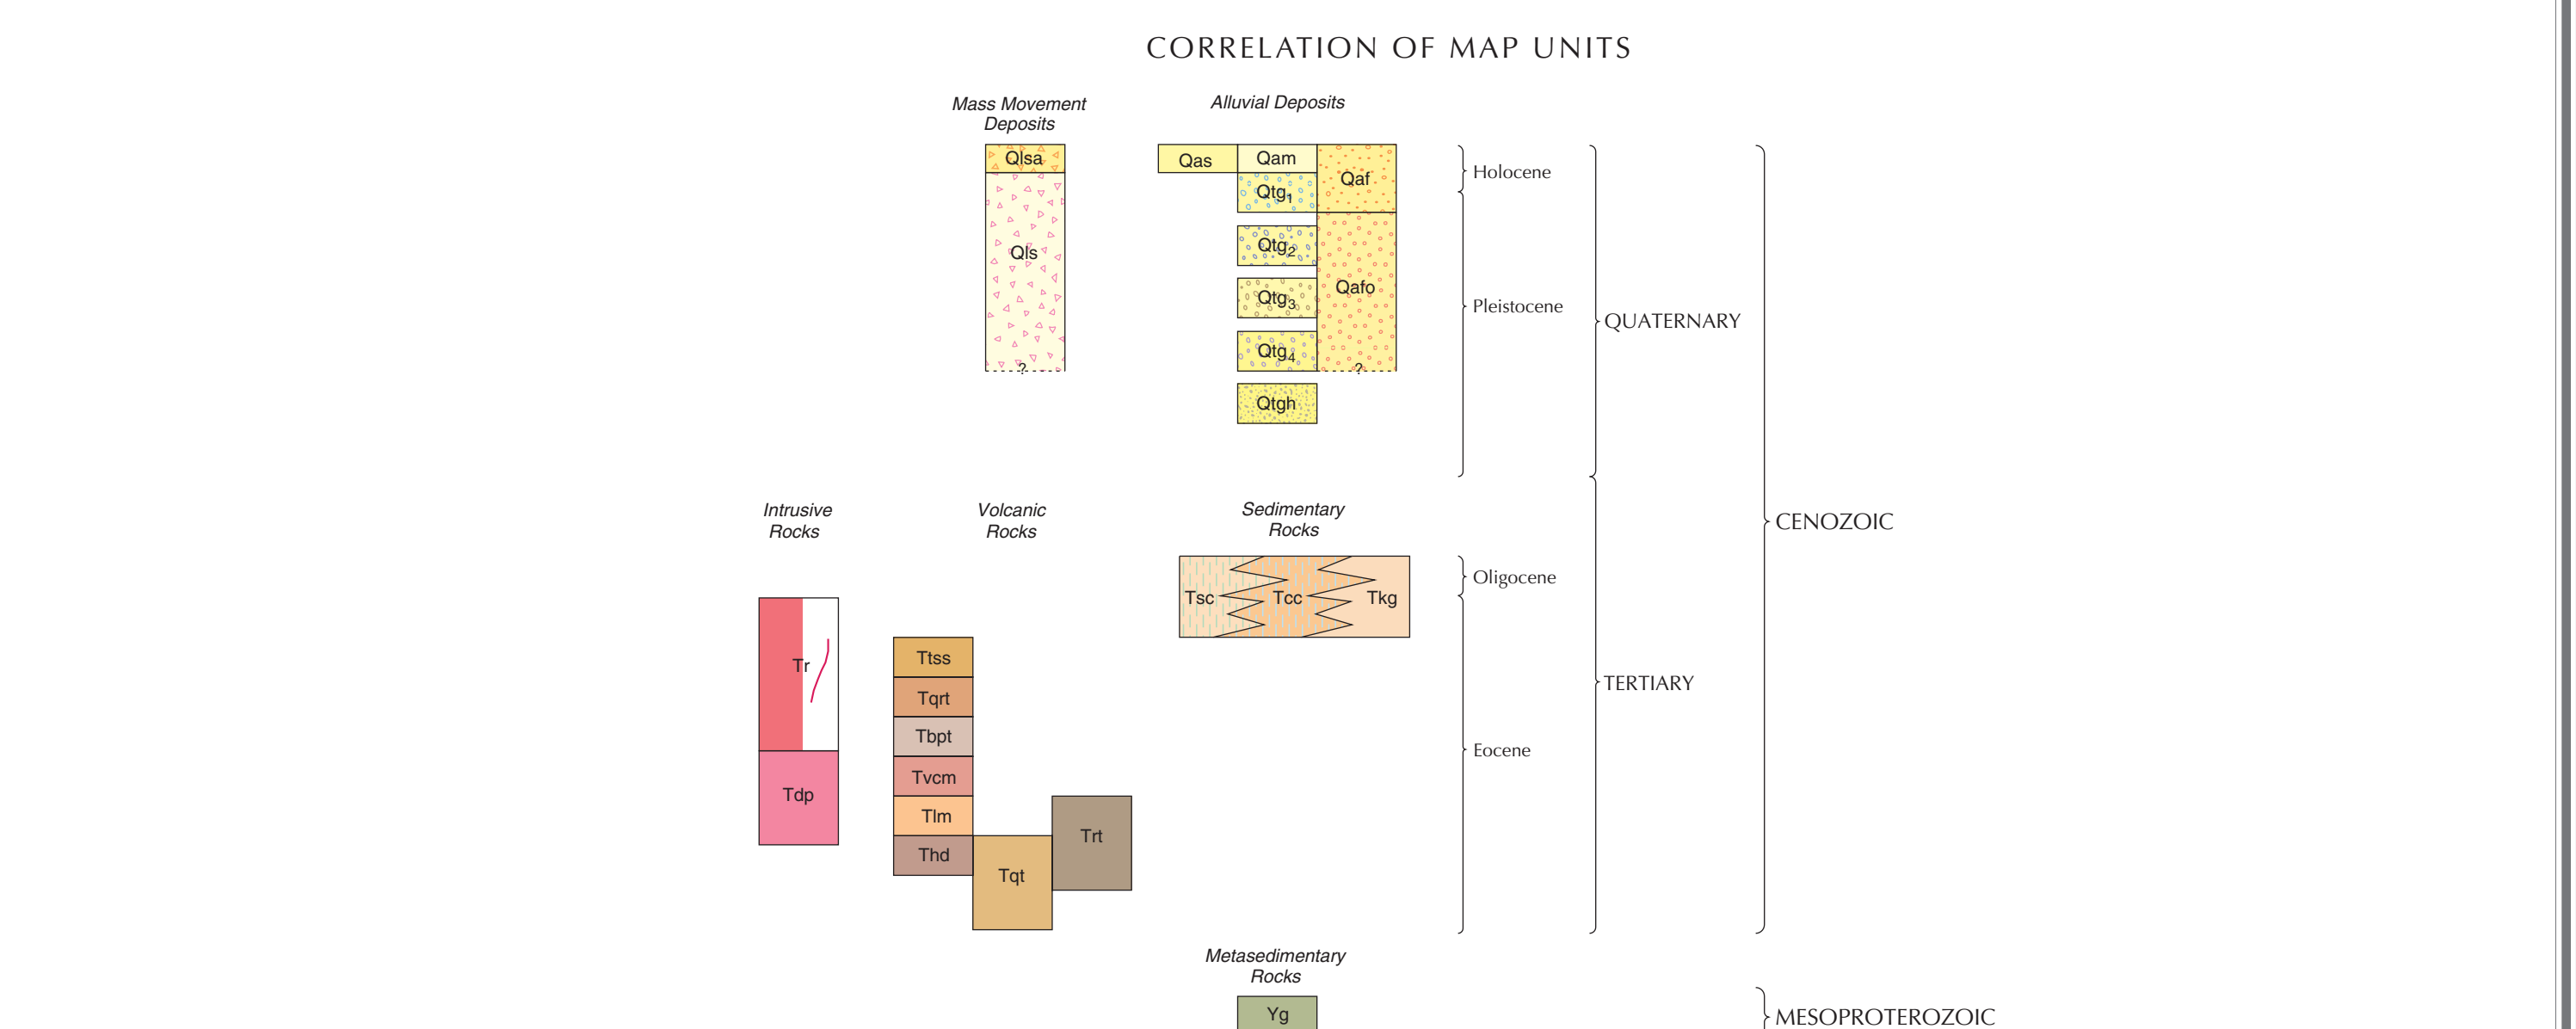 CORRELATION OF MAP UNITS
Mass Movement
Deposits
Alluvial Deposits
Qlsa
Qls
?
Qas
Qam
Qaf
Qtg1
Qtg2
Qtg3
Qafo
Qtg4
?
Qtgh
Holocene
Pleistocene
QUATERNARY
CENOZOIC
Intrusive
Rocks
Volcanic
Rocks
Sedimentary
Rocks
Tsc
Tcc
Tkg
Oligocene
Eocene
TERTIARY
Tr
Tdp
Ttss
Tqrt
Tbpt
Tvcm
Tlm
Thd
Tqt
Trt
Metasedimentary
Rocks
Yg
MESOPROTEROZOIC